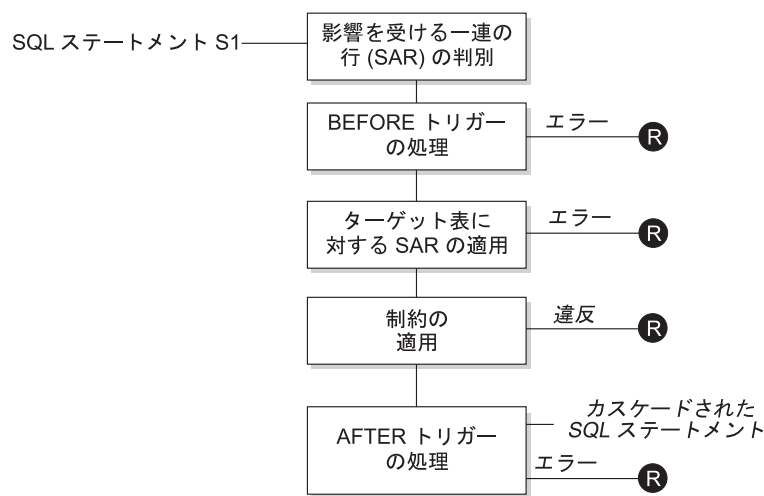 SQL ステートメント S1
影響を受ける一連の
行 (SAR) の判別
BEFORE トリガー
の処理
エラー
R
ターゲット表に
対する SAR の適用
エラー
R
制約の
適用
違反
R
AFTER トリガー
の処理
カスケードされた
SQL ステートメント
エラー
R